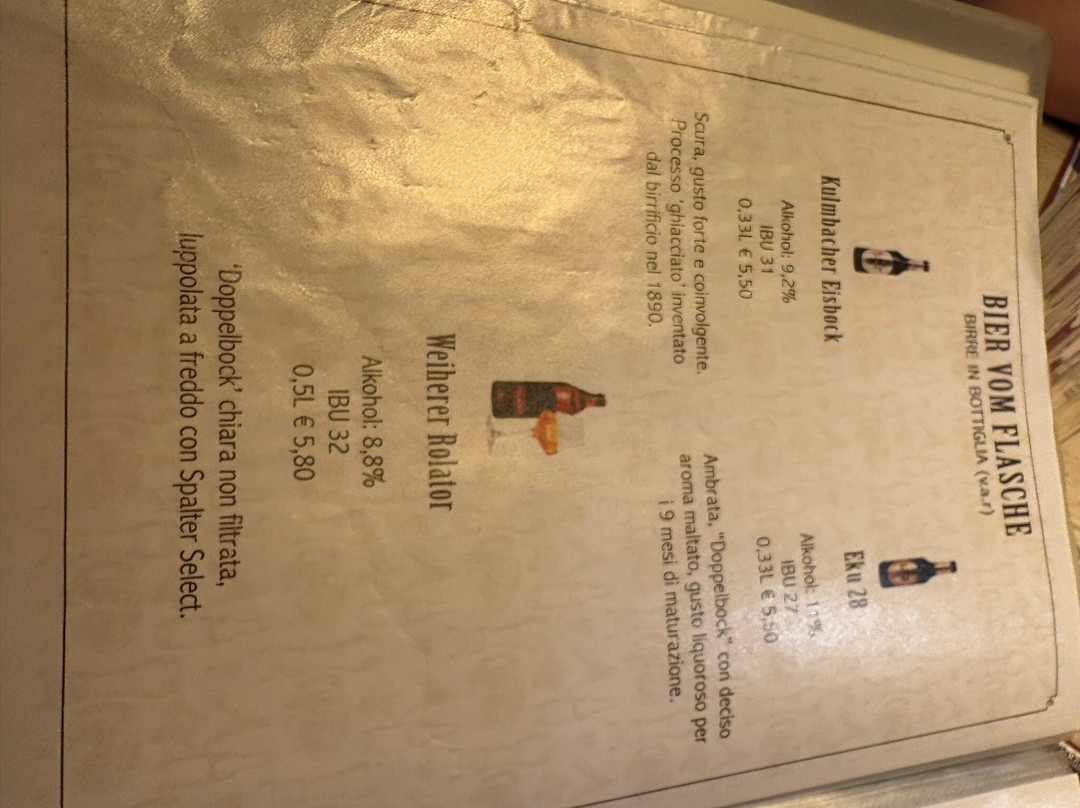 BIER VOM FLASCHE
BIRRE IN BOTTIGLIA (v.a.r)
Kulmbacher Eisbock
Alkohol: 9,2%
IBU 31
0,33L € 5,50
Scura, gusto forte e coinvolgente.
Processo 'ghiacciato' inventato
dal birrificio nel 1890.
Eku 28
Alkohol: 11%
IBU 27
0,33L € 5,50
Ambrata, "Doppelbock" con deciso
aroma maltato, gusto liquoroso per
i 9 mesi di maturazione.
Weiherer Rolator
Alkohol: 8,8%
IBU 32
0,5L € 5,80
'Doppelbock' chiara non filtrata,
luppolata a freddo con Spalter Select.